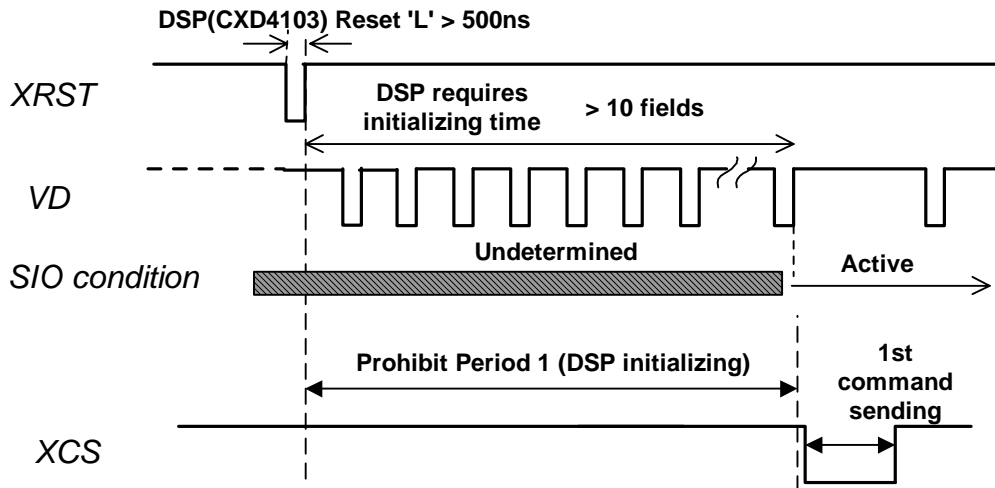 DSP(CXD4103) Reset 'L' > 500ns
XRST
DSP requires
initializing time
> 10 fields
VD
Undetermined
SIO condition
Active
Prohibit Period 1 (DSP initializing)
1st
command
sending
XCS